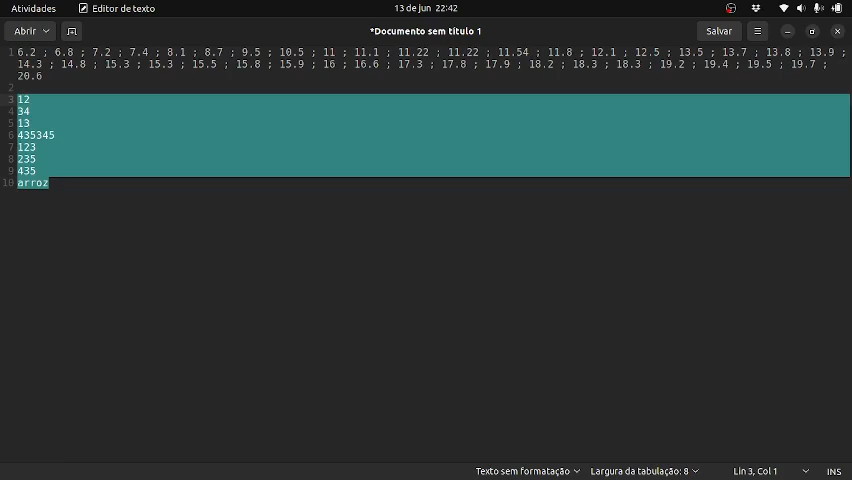 Atividades Editor de texto 13 de jun 22:42
Abrir *Documento sem título 1 Salvar
1 6.2 ; 6.8 ; 7.2 ; 7.4 ; 8.1 ; 8.7 ; 9.5 ; 10.5 ; 11 ; 11.1 ; 11.22 ; 11.22 ; 11.54 ; 11.8 ; 12.1 ; 12.5 ; 13.5 ; 13.7 ; 13.8 ; 13.9 ;
14.3 ; 14.8 ; 15.3 ; 15.3 ; 15.5 ; 15.8 ; 15.9 ; 16 ; 16.6 ; 17.3 ; 17.8 ; 17.9 ; 18.2 ; 18.3 ; 18.3 ; 19.2 ; 19.4 ; 19.5 ; 19.7 ;
20.6
2
3 12
4 34
5 13
6 435345
7 123
8 235
9 435
10 arroz
Texto sem formatação Largura da tabulação: 8 Lin 3, Col 1 INS